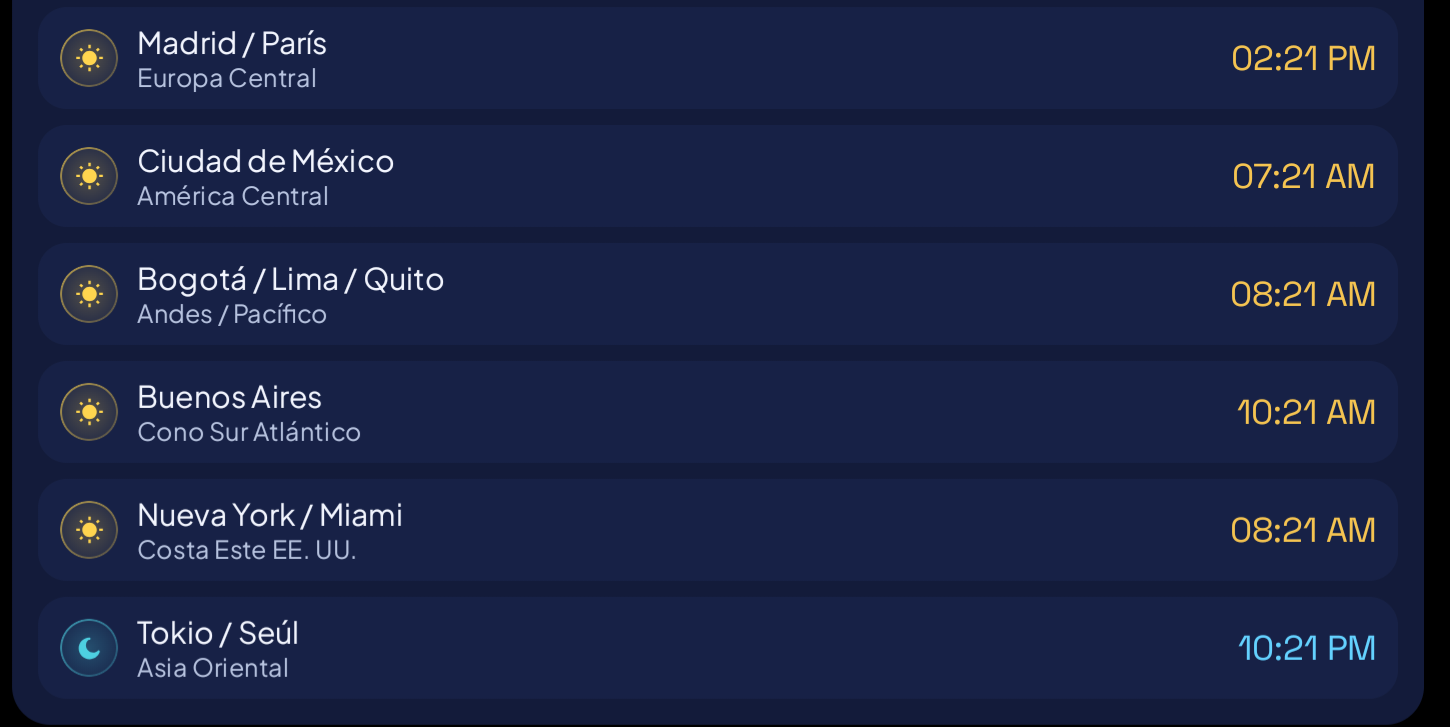 Madrid / París
Europa Central
02:21 PM
Ciudad de México
América Central
07:21 AM
Bogotá / Lima / Quito
Andes / Pacífico
08:21 AM
Buenos Aires
Cono Sur Atlántico
10:21 AM
Nueva York / Miami
Costa Este EE. UU.
08:21 AM
Tokio / Seúl
Asia Oriental
10:21 PM